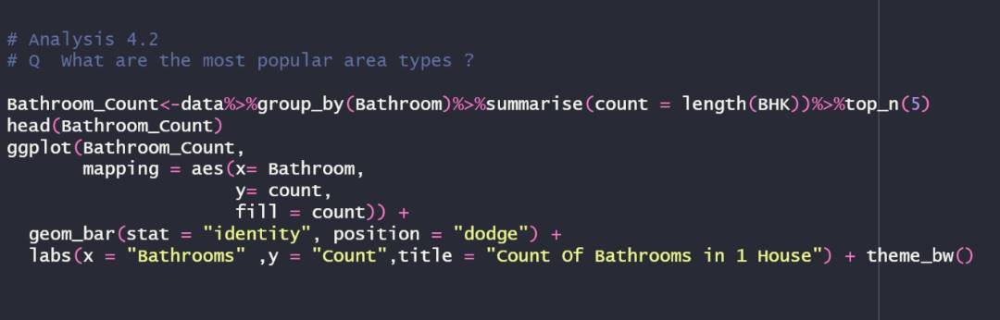 # Analysis 4.2
# Q  What are the most popular area types ?
Bathroom_Count<-data%>%group_by(Bathroom)%>%summarise(count = length(BHK))%>%top_n(5)
head(Bathroom_Count)
ggplot(Bathroom_Count,
mapping = aes(x= Bathroom,
y= count,
fill = count)) +
geom_bar(stat = "identity", position = "dodge") +
labs(x = "Bathrooms" ,y = "Count",title = "Count Of Bathrooms in 1 House") + theme_bw()